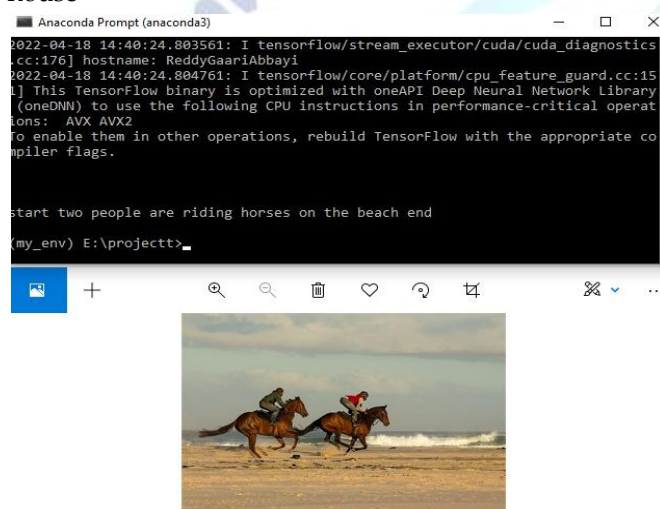 Anaconda Prompt (anaconda3)
2022-04-18 14:40:24.803561: I tensorflow/stream_executor/cuda/cuda_diagnostics
.cc:176] hostname: ReddyGaariAbbayi
2022-04-18 14:40:24.804761: I tensorflow/core/platform/cpu_feature_guard.cc:15
1] This TensorFlow binary is optimized with oneAPI Deep Neural Network Library
(oneDNN) to use the following CPU instructions in performance-critical operat
ions: AVX AVX2
To enable them in other operations, rebuild TensorFlow with the appropriate co
mpiler flags.
start two people are riding horses on the beach end
(my_env) E:\projectt>